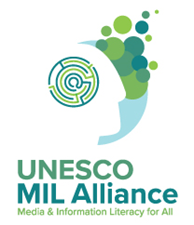 UNESCO
MIL Alliance
Media & Information Literacy for All